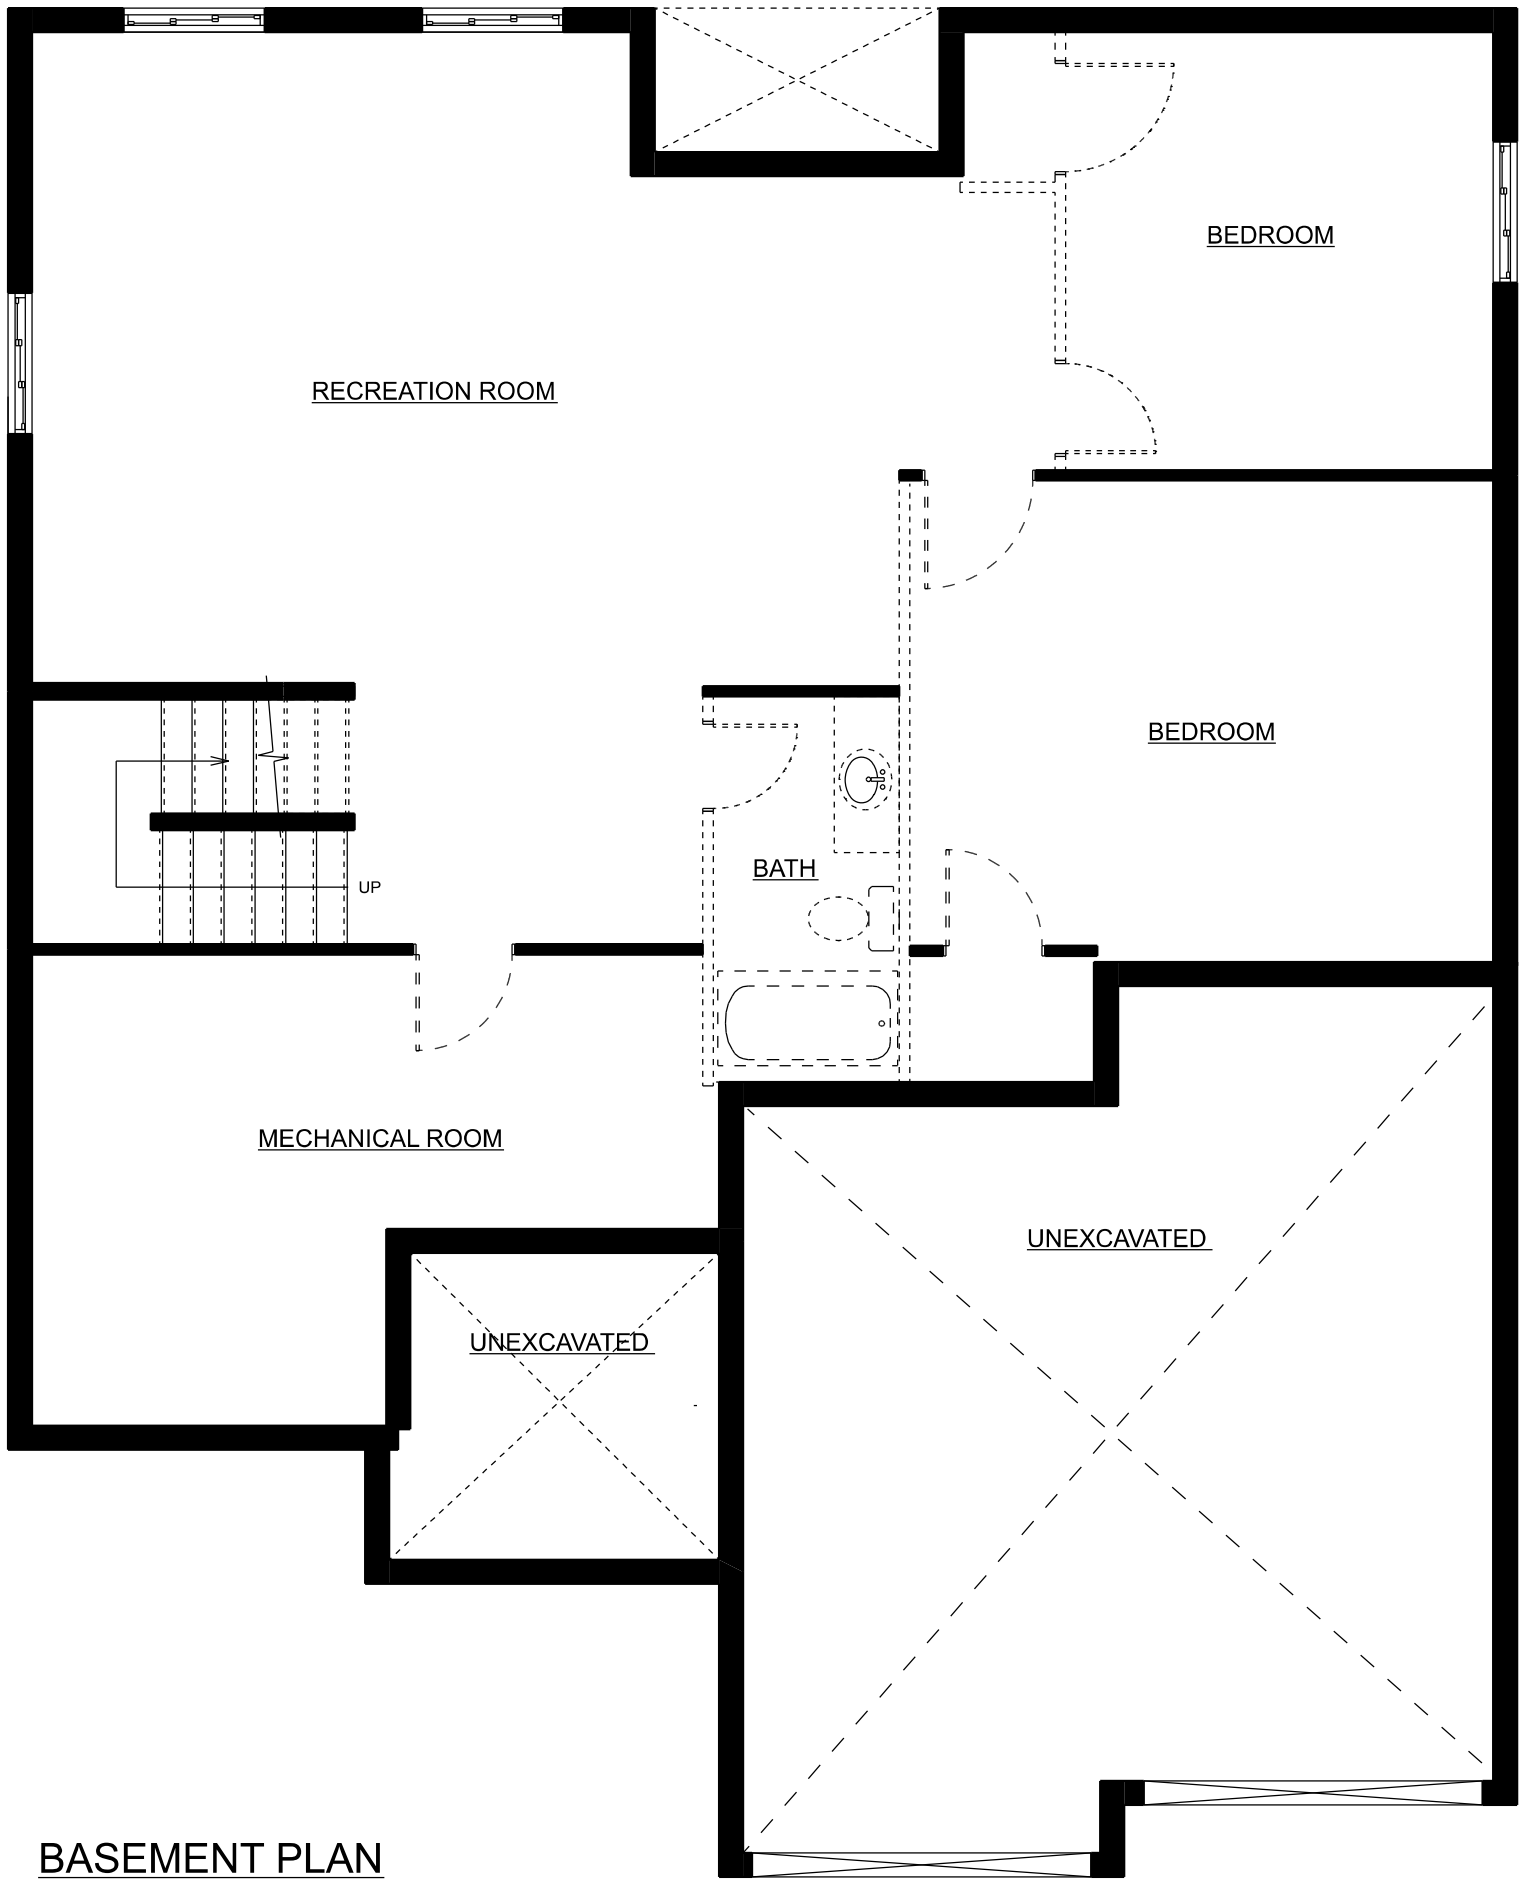 BEDROOM
RECREATION ROOM
BEDROOM
BATH
UP
MECHANICAL ROOM
UNEXCAVATED
UNEXCAVATED
BASEMENT PLAN